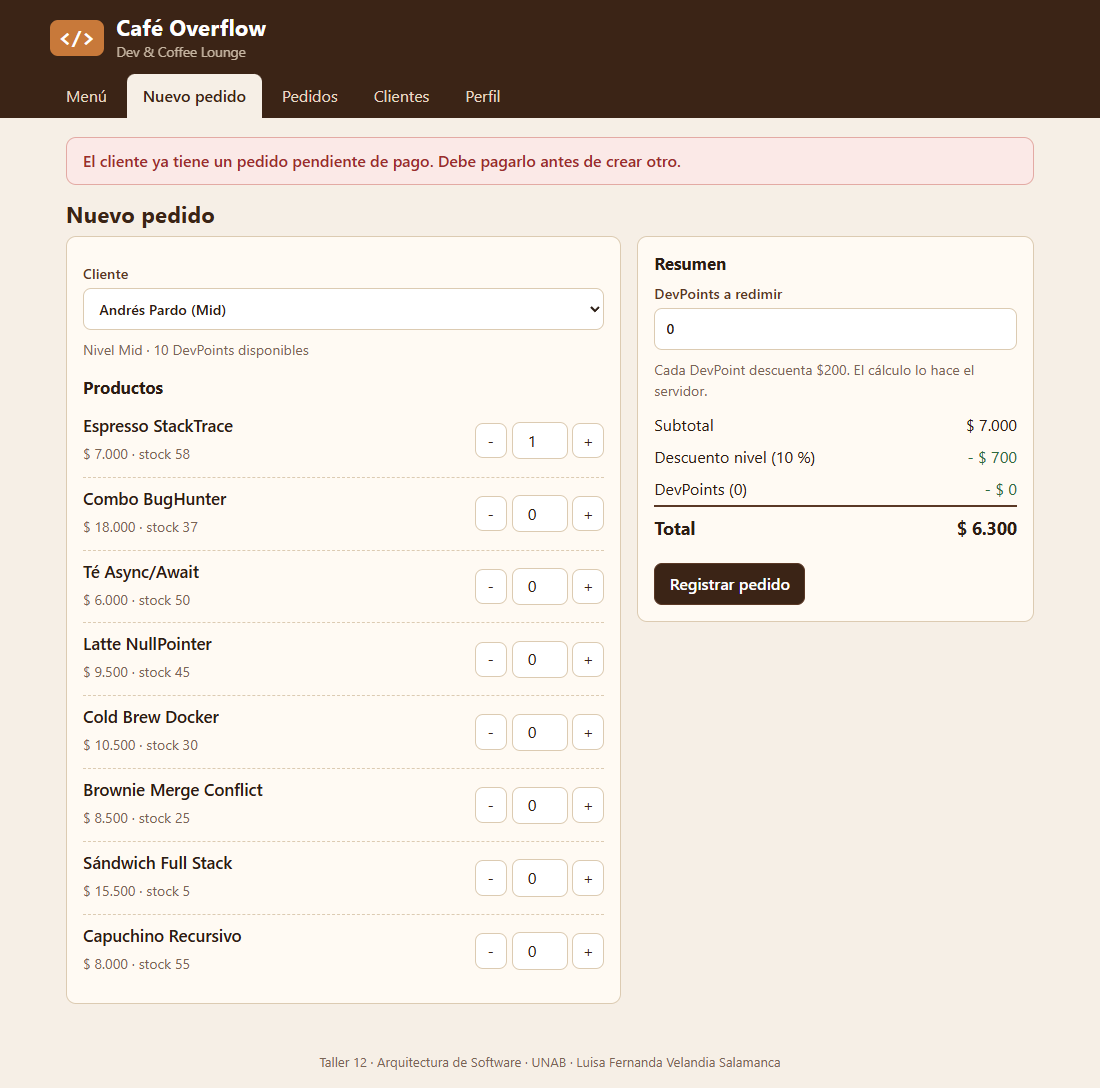 </>
Café Overflow
Dev & Coffee Lounge
Menú
Nuevo pedido
Pedidos
Clientes
Perfil
El cliente ya tiene un pedido pendiente de pago. Debe pagarlo antes de crear otro.
Nuevo pedido
Cliente
Andrés Pardo (Mid)
Nivel Mid · 10 DevPoints disponibles
Productos
Espresso StackTrace
$ 7.000 · stock 58
- 1 +
Combo BugHunter
$ 18.000 · stock 37
- 0 +
Té Async/Await
$ 6.000 · stock 50
- 0 +
Latte NullPointer
$ 9.500 · stock 45
- 0 +
Cold Brew Docker
$ 10.500 · stock 30
- 0 +
Brownie Merge Conflict
$ 8.500 · stock 25
- 0 +
Sándwich Full Stack
$ 15.500 · stock 5
- 0 +
Capuchino Recursivo
$ 8.000 · stock 55
- 0 +
Resumen
DevPoints a redimir
0
Cada DevPoint descuenta $200. El cálculo lo hace el
servidor.
Subtotal $ 7.000
Descuento nivel (10 %) - $ 700
DevPoints (0) - $ 0
Total $ 6.300
Registrar pedido
Taller 12 · Arquitectura de Software · UNAB · Luisa Fernanda Velandia Salamanca